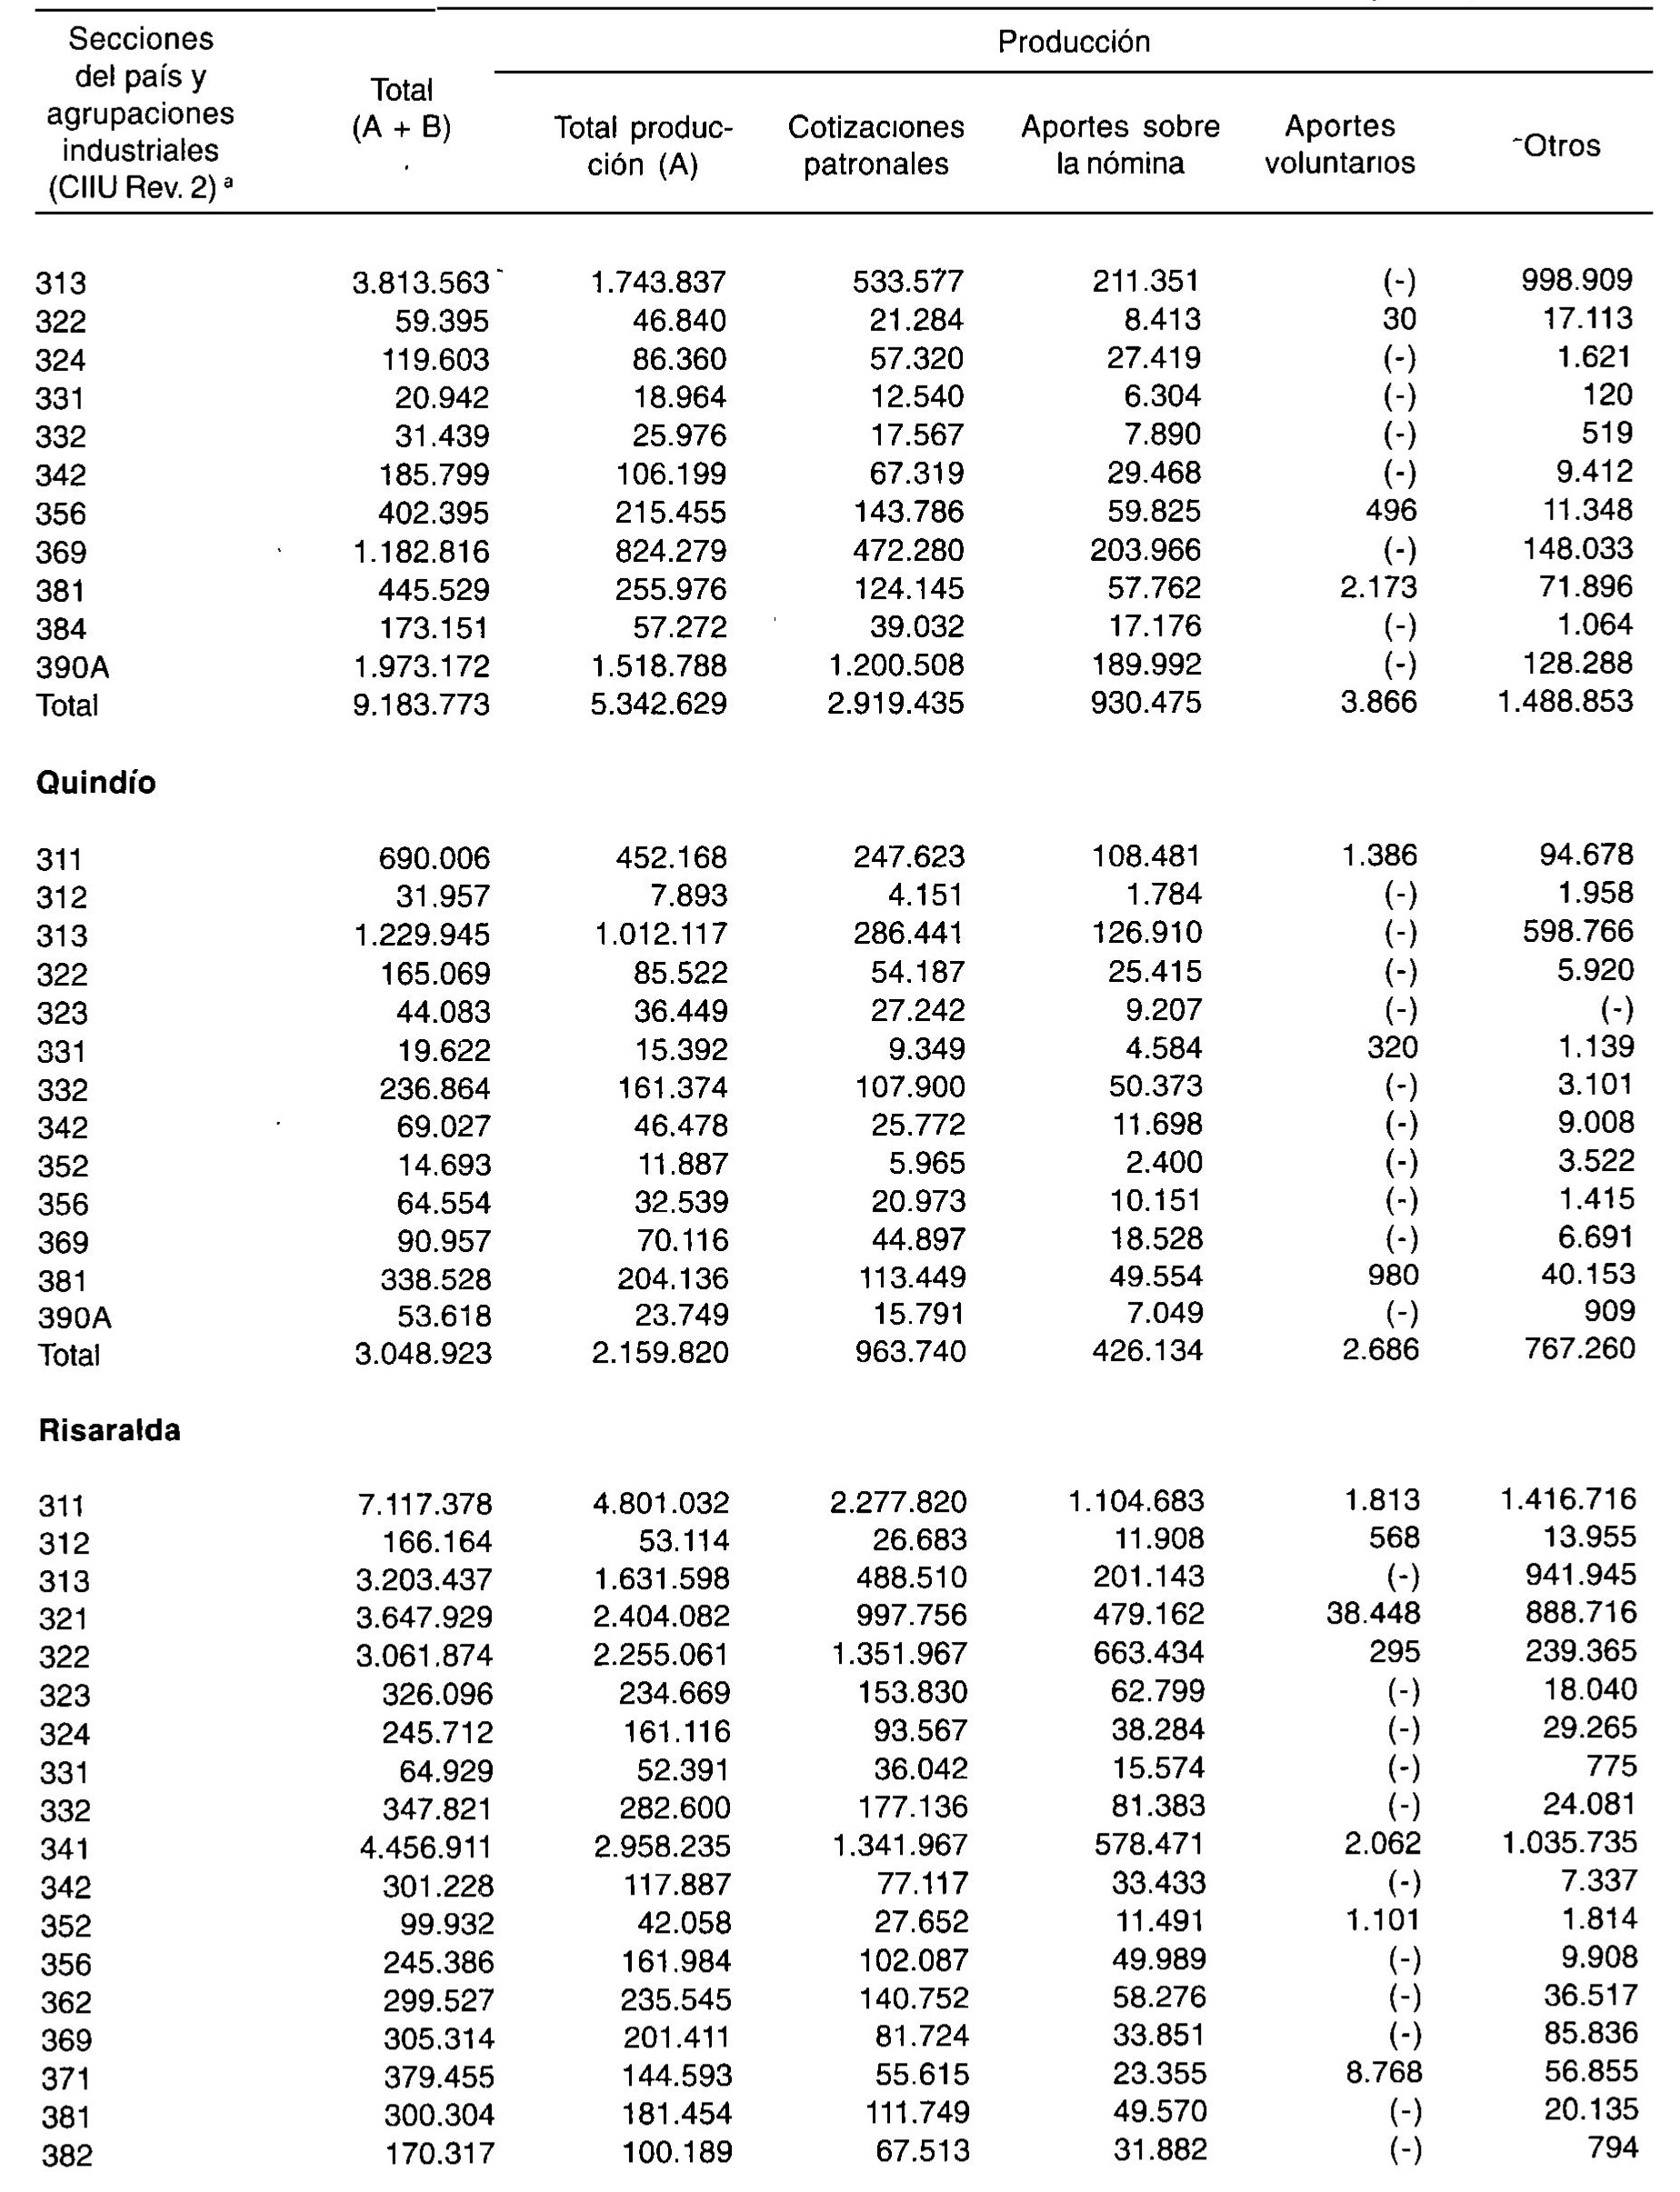 Secciones del país y agrupaciones industriales (CIIU Rev. 2) a
Total (A + B)
Producción
Total produc-ción (A)
Cotizaciones patronales
Aportes sobre la nómina
Aportes voluntarios
Otros
313 3.813.563 1.743.837 533.577 211.351 (-) 998.909
322 59.395 46.840 21.284 8.413 30 17.113
324 119.603 86.360 57.320 27.419 (-) 1.621
331 20.942 18.964 12.540 6.304 (-) 120
332 31.439 25.976 17.567 7.890 (-) 519
342 185.799 106.199 67.319 29.468 (-) 9.412
356 402.395 215.455 143.786 59.825 496 11.348
369 1.182.816 824.279 472.280 203.966 (-) 148.033
381 445.529 255.976 124.145 57.762 2.173 71.896
384 173.151 57.272 39.032 17.176 (-) 1.064
390A 1.973.172 1.518.788 1.200.508 189.992 (-) 128.288
Total 9.183.773 5.342.629 2.919.435 930.475 3.866 1.488.853
Quindío
311 690.006 452.168 247.623 108.481 1.386 94.678
312 31.957 7.893 4.151 1.784 (-) 1.958
313 1.229.945 1.012.117 286.441 126.910 (-) 598.766
322 165.069 85.522 54.187 25.415 (-) 5.920
323 44.083 36.449 27.242 9.207 (-) (-)
331 19.622 15.392 9.349 4.584 320 1.139
332 236.864 161.374 107.900 50.373 (-) 3.101
342 69.027 46.478 25.772 11.698 (-) 9.008
352 14.693 11.887 5.965 2.400 (-) 3.522
356 64.554 32.539 20.973 10.151 (-) 1.415
369 90.957 70.116 44.897 18.528 (-) 6.691
381 338.528 204.136 113.449 49.554 980 40.153
390A 53.618 23.749 15.791 7.049 (-) 909
Total 3.048.923 2.159.820 963.740 426.134 2.686 767.260
Risaralda
311 7.117.378 4.801.032 2.277.820 1.104.683 1.813 1.416.716
312 166.164 53.114 26.683 11.908 568 13.955
313 3.203.437 1.631.598 488.510 201.143 (-) 941.945
321 3.647.929 2.404.082 997.756 479.162 38.448 888.716
322 3.061.874 2.255.061 1.351.967 663.434 295 239.365
323 326.096 234.669 153.830 62.799 (-) 18.040
324 245.712 161.116 93.567 38.284 (-) 29.265
331 64.929 52.391 36.042 15.574 (-) 775
332 347.821 282.600 177.136 81.383 (-) 24.081
341 4.456.911 2.958.235 1.341.967 578.471 2.062 1.035.735
342 301.228 117.887 77.117 33.433 (-) 7.337
352 99.932 42.058 27.652 11.491 1.101 1.814
356 245.386 161.984 102.087 49.989 (-) 9.908
362 299.527 235.545 140.752 58.276 (-) 36.517
369 305.314 201.411 81.724 33.851 (-) 85.836
371 379.455 144.593 55.615 23.355 8.768 56.855
381 300.304 181.454 111.749 49.570 (-) 20.135
382 170.317 100.189 67.513 31.882 (-) 794